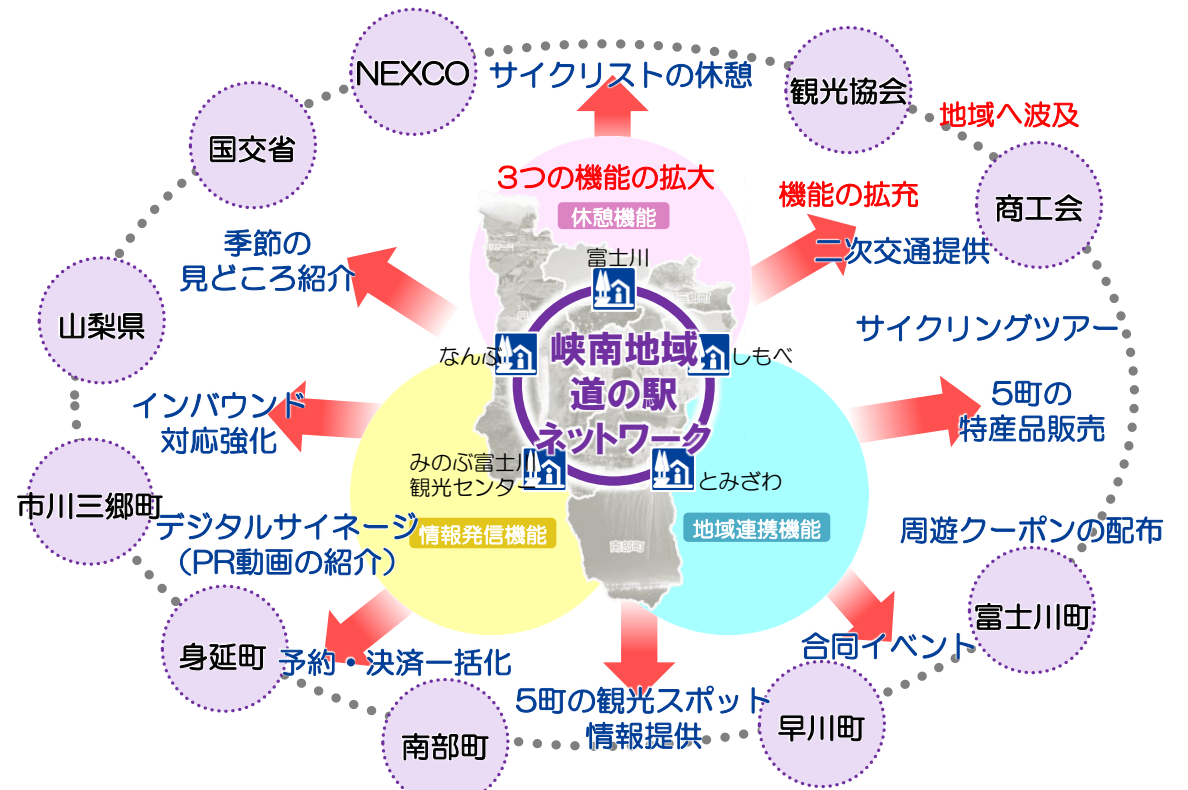 NEXCO
サイクリストの休憩
観光協会
地域へ波及
国交省
3つの機能の拡大
機能の拡充
商工会
休憩機能
季節の
見どころ紹介
富士川
二次交通提供
山梨県
サイクリングツアー
なんぶ
しもべ
峡南地域
道の駅
ネットワーク
インバウンド
対応強化
5町の
特産品販売
みのぶ富士川
観光センター
とみざわ
市川三郷町
デジタルサイネージ
（PR動画の紹介）
情報発信機能
地域連携機能
周遊クーポンの配布
南部町
富士川町
身延町
予約・決済一括化
合同イベント
5町の観光スポット
情報提供
南部町
早川町